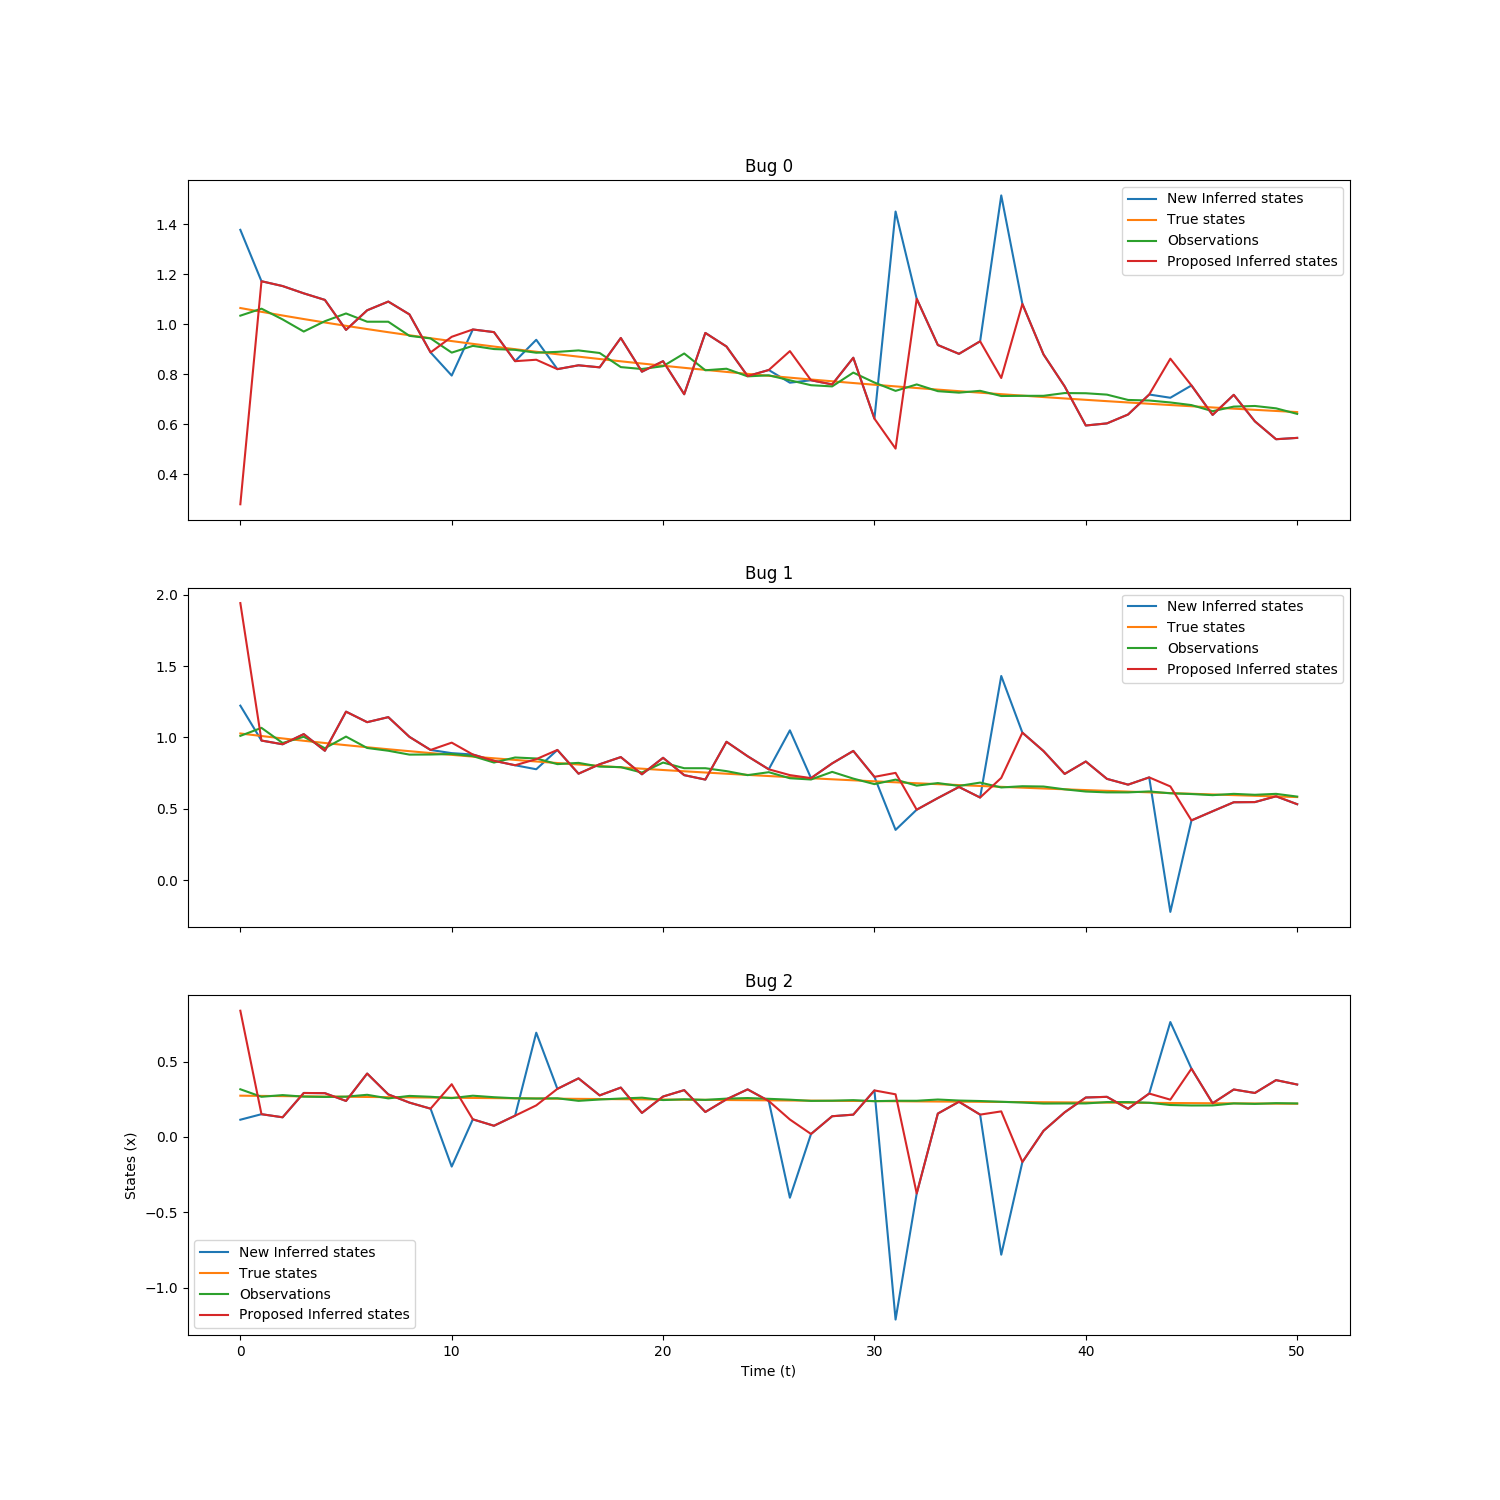 Bug 0
1.4
1.2
1.0
0.8
0.6
0.4
New Inferred states
True states
Observations
Proposed Inferred states
Bug 1
2.0
1.5
1.0
0.5
0.0
New Inferred states
True states
Observations
Proposed Inferred states
Bug 2
States (x)
0.5
0.0
−0.5
−1.0
New Inferred states
True states
Observations
Proposed Inferred states
0 10 20 30 40 50
Time (t)